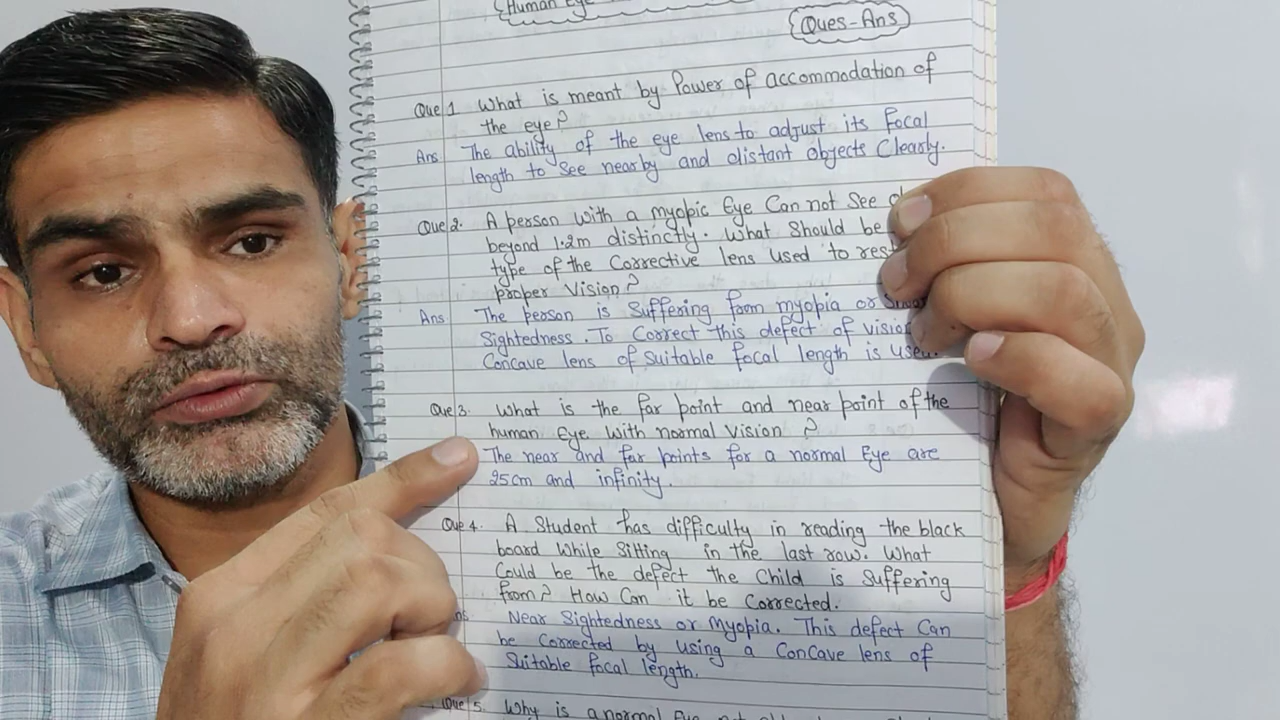 Human Eye
Ques-Ans
Que 1 What is meant by Power of accommodation of
the eye?
Ans The ability of the eye lens to adjust its focal
length to see nearby and distant objects Clearly.
Que 2. A person with a myopic Eye Can not See
beyond 1.2m distinctly. What Should be
type of the Corrective lens used to
proper Vision?
Ans The person is Suffering from myopia or
Sightedness. To Correct this defect of
Concave lens of Suitable focal length is
Que 3. What is the far point and near point of the
human Eye with normal Vision ?
The near and far points for a normal Eye are
25cm and infinity.
Que 4. A Student has difficulty in reading the black
board while Sitting in the last row. What
Could be the defect the Child is Suffering
from? How Can it be Corrected.
Near Sightedness or Myopia. This defect Can
be Corrected by using a Concave lens of
Suitable focal length.
Que 5. Why is a normal Eye not